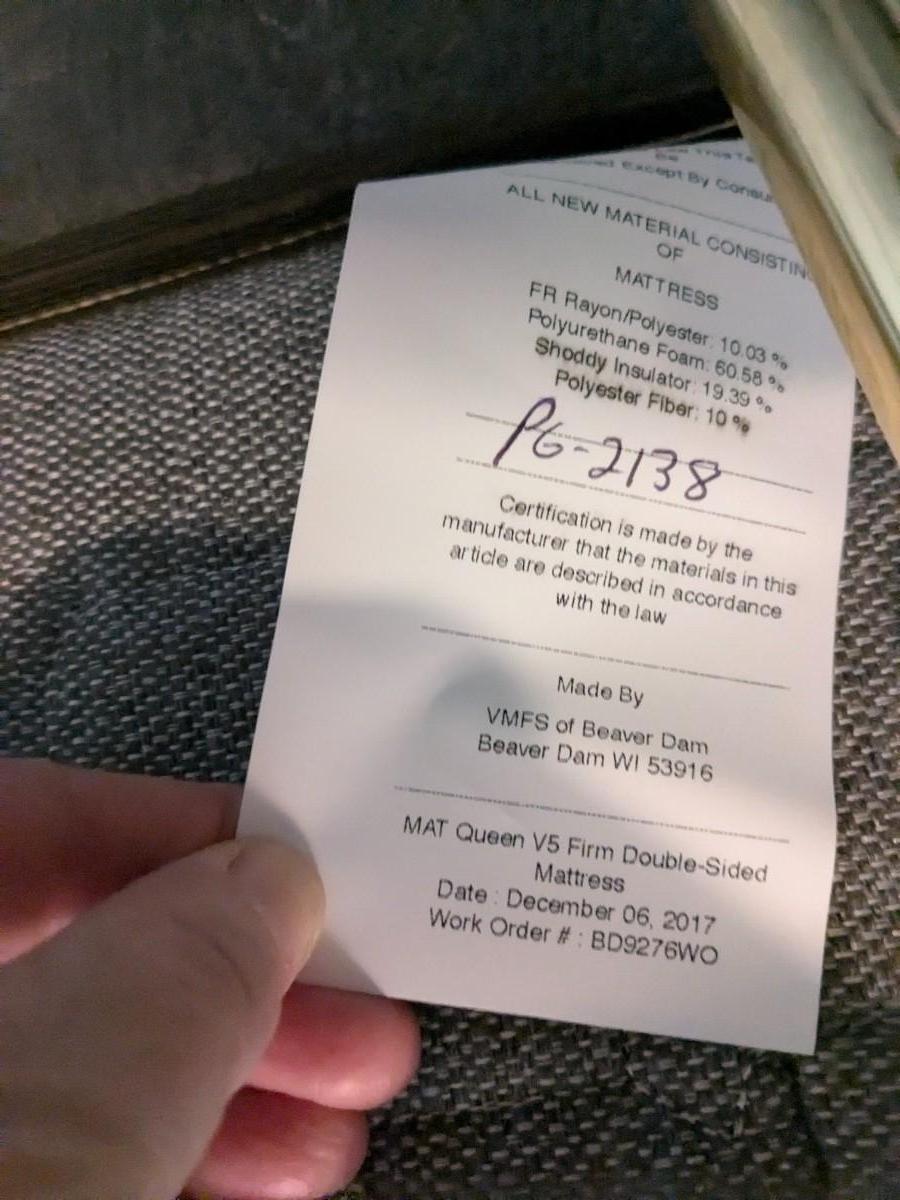 Except By Consu
ALL NEW MATERIAL CONSISTIN
OF
MATTRESS
FR Rayon/Polyester: 10.03 %
Polyurethane Foam: 60.58 %
Shoddy Insulator: 19.39 %
Polyester Fiber: 10 %
PG-2138
Certification is made by the
manufacturer that the materials in this
article are described in accordance
with the law
Made By
VMFS of Beaver Dam
Beaver Dam WI 53916
MAT Queen V5 Firm Double-Sided
Mattress
Date : December 06, 2017
Work Order # : BD9276WO